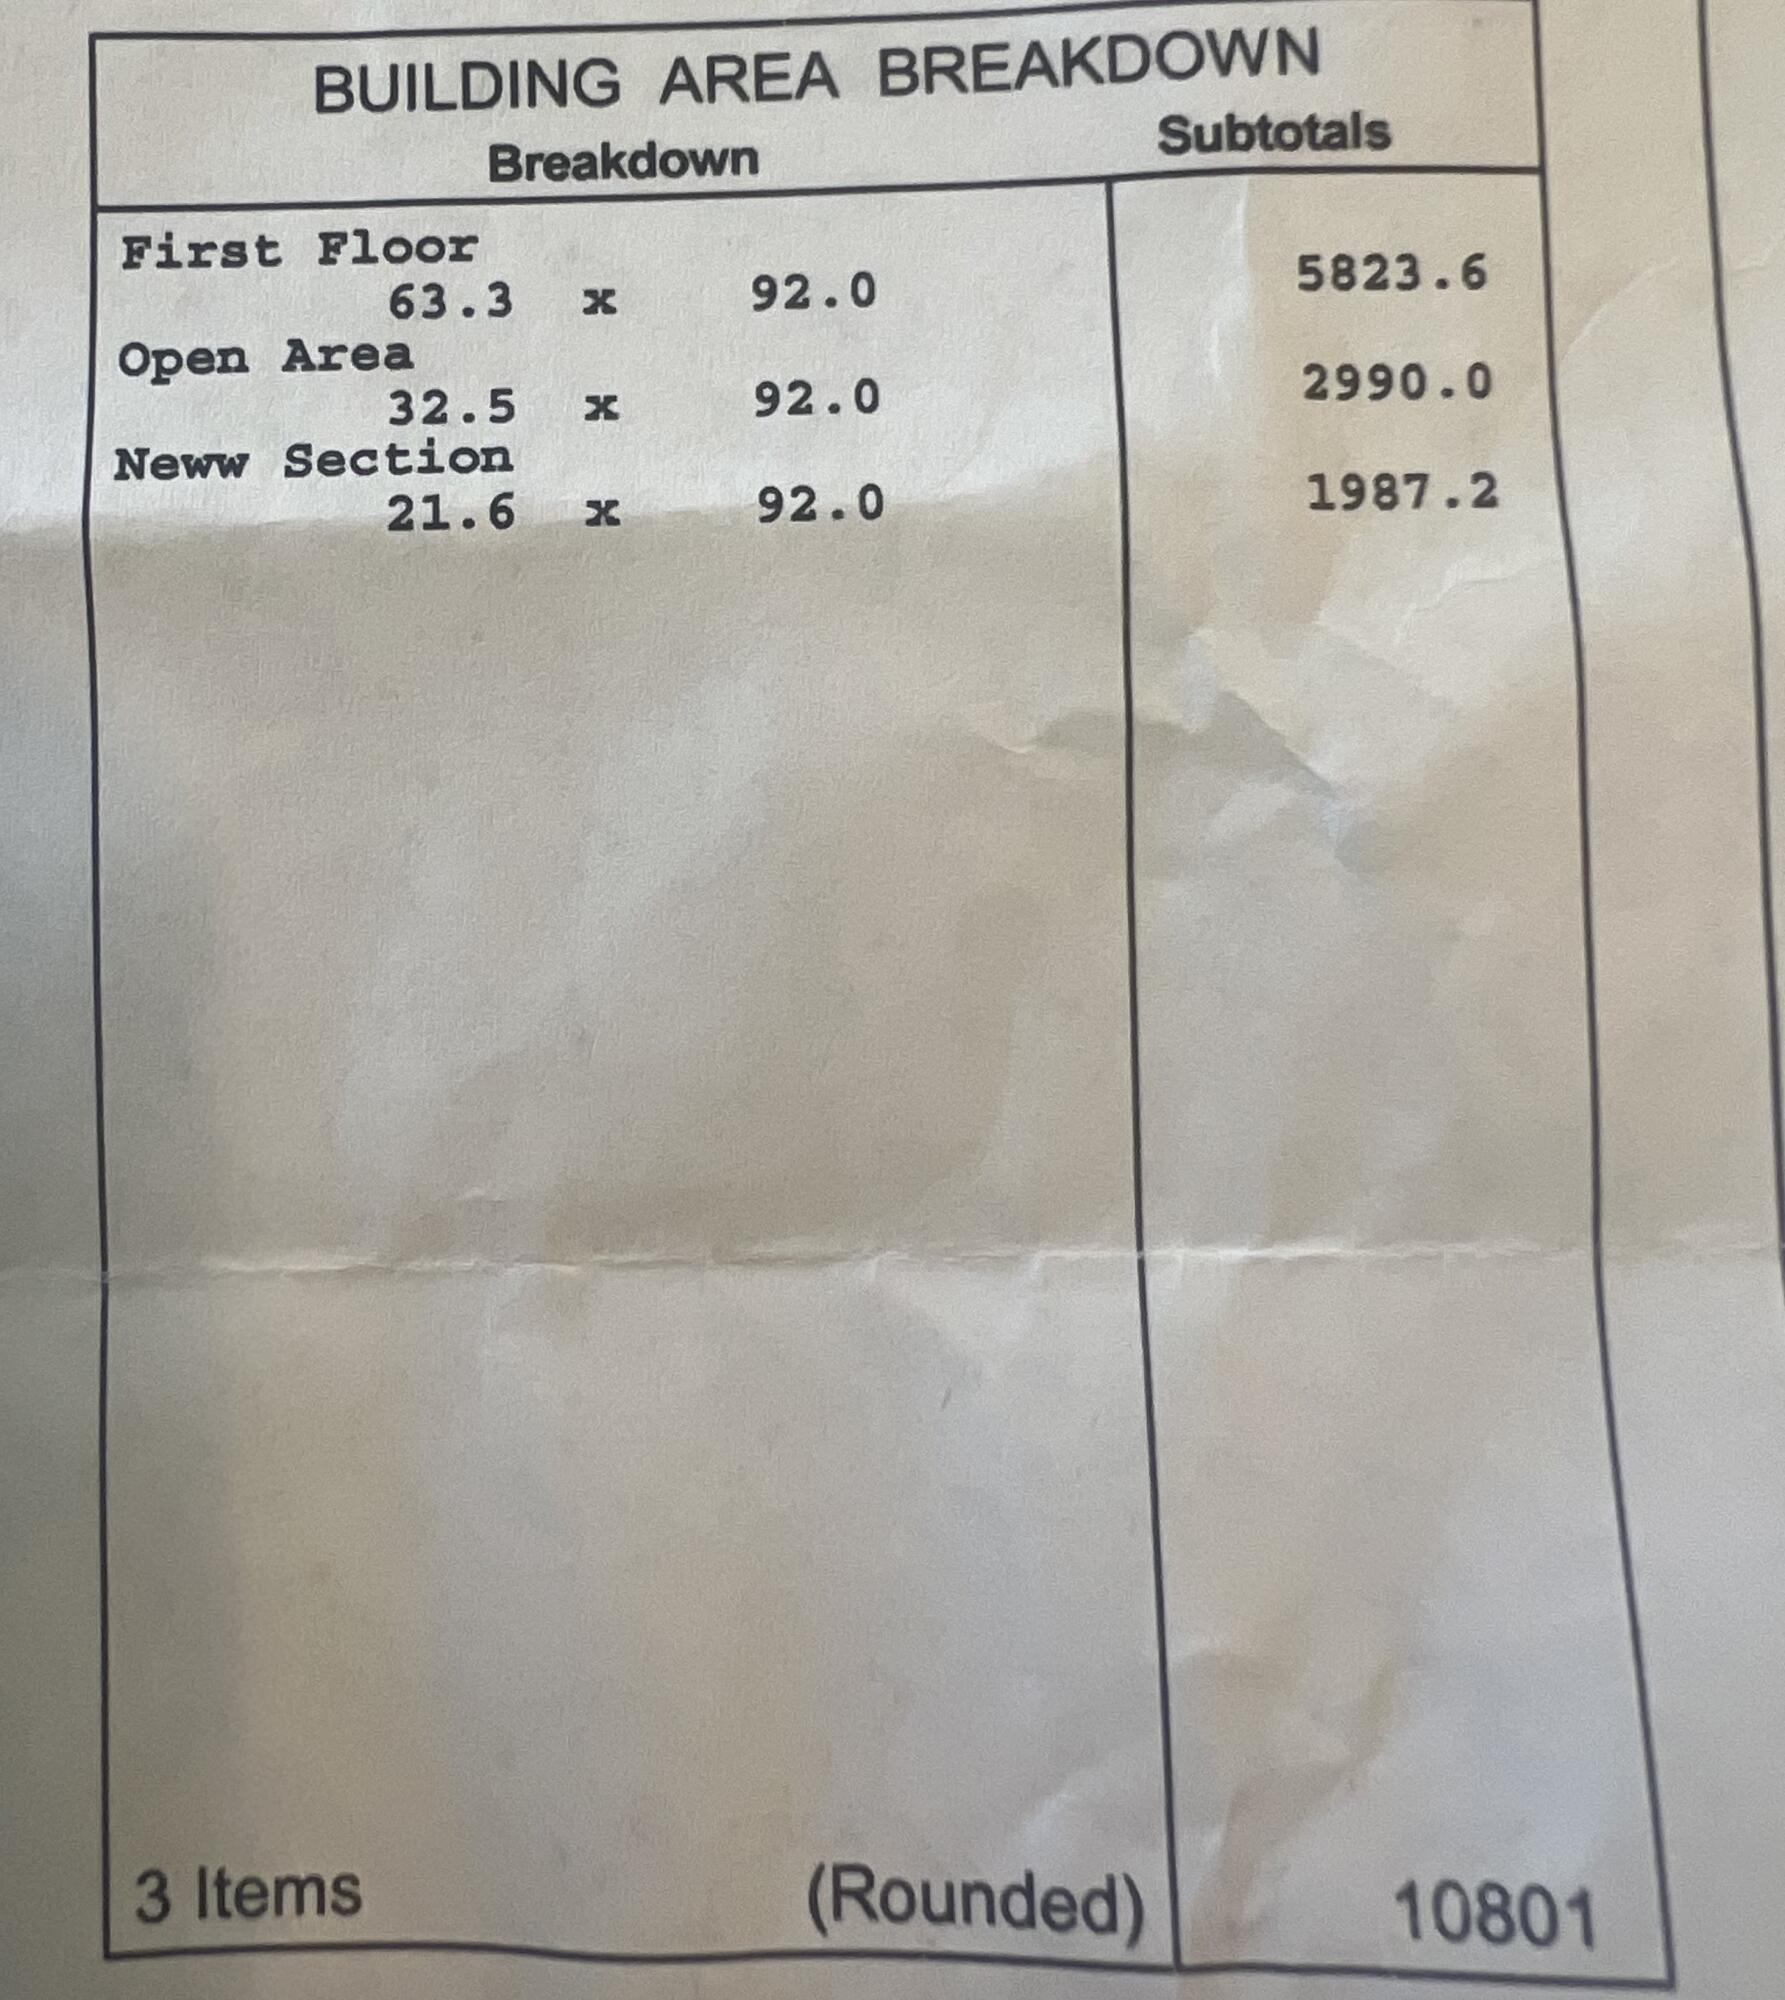 BUILDING AREA BREAKDOWN
Breakdown Subtotals
First Floor
63.3 x 92.0 5823.6
Open Area
32.5 x 92.0 2990.0
Neww Section
21.6 x 92.0 1987.2
3 Items (Rounded) 10801